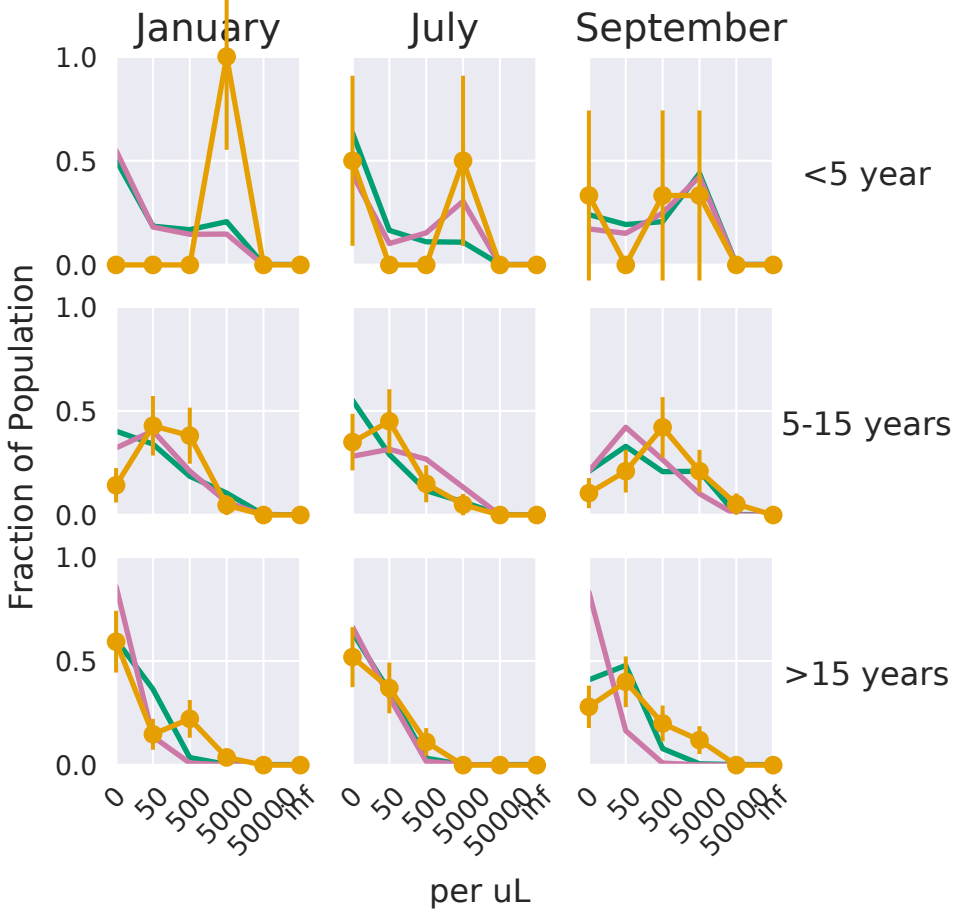 January July September
1.0
0.5
0.0
<5 year
1.0
0.5
0.0
5-15 years
1.0
0.5
0.0
>15 years
Fraction of Population
0 50 500 5000 50000 inf
0 50 500 5000 50000 inf
0 50 500 5000 50000 inf
per uL